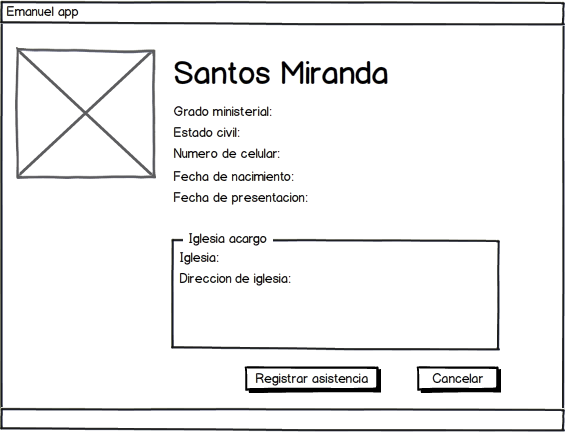 Emanuel app
Santos Miranda
Grado ministerial:
Estado civil:
Numero de celular:
Fecha de nacimiento:
Fecha de presentacion:
Iglesia acargo
Iglesia:
Direccion de iglesia:
Registrar asistencia
Cancelar